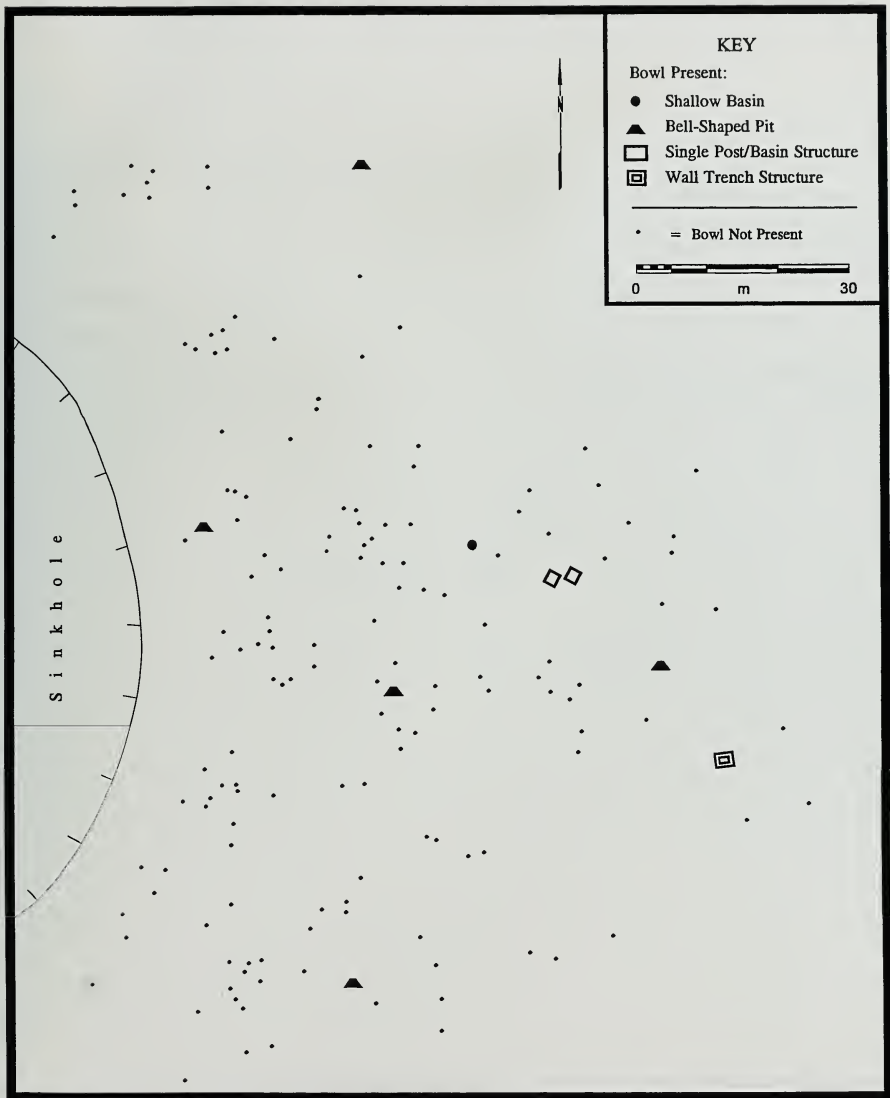 KEY
Bowl Present:
Shallow Basin
Bell-Shaped Pit
Single Post/Basin Structure
Wall Trench Structure
= Bowl Not Present
0 m 30
N
Sinkhole